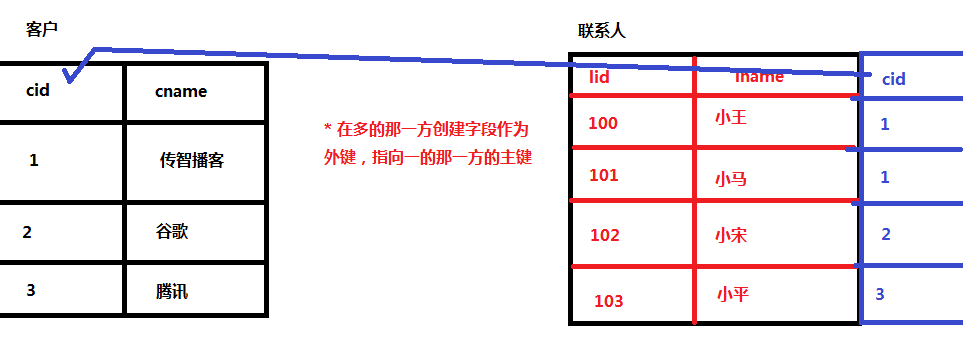 客户
cid cname
1 传智播客
2 谷歌
3 腾讯
* 在多的那一方创建字段作为
外键，指向一的那一方的主键
联系人
lid lname cid
100 小王 1
101 小马 1
102 小宋 2
103 小平 3